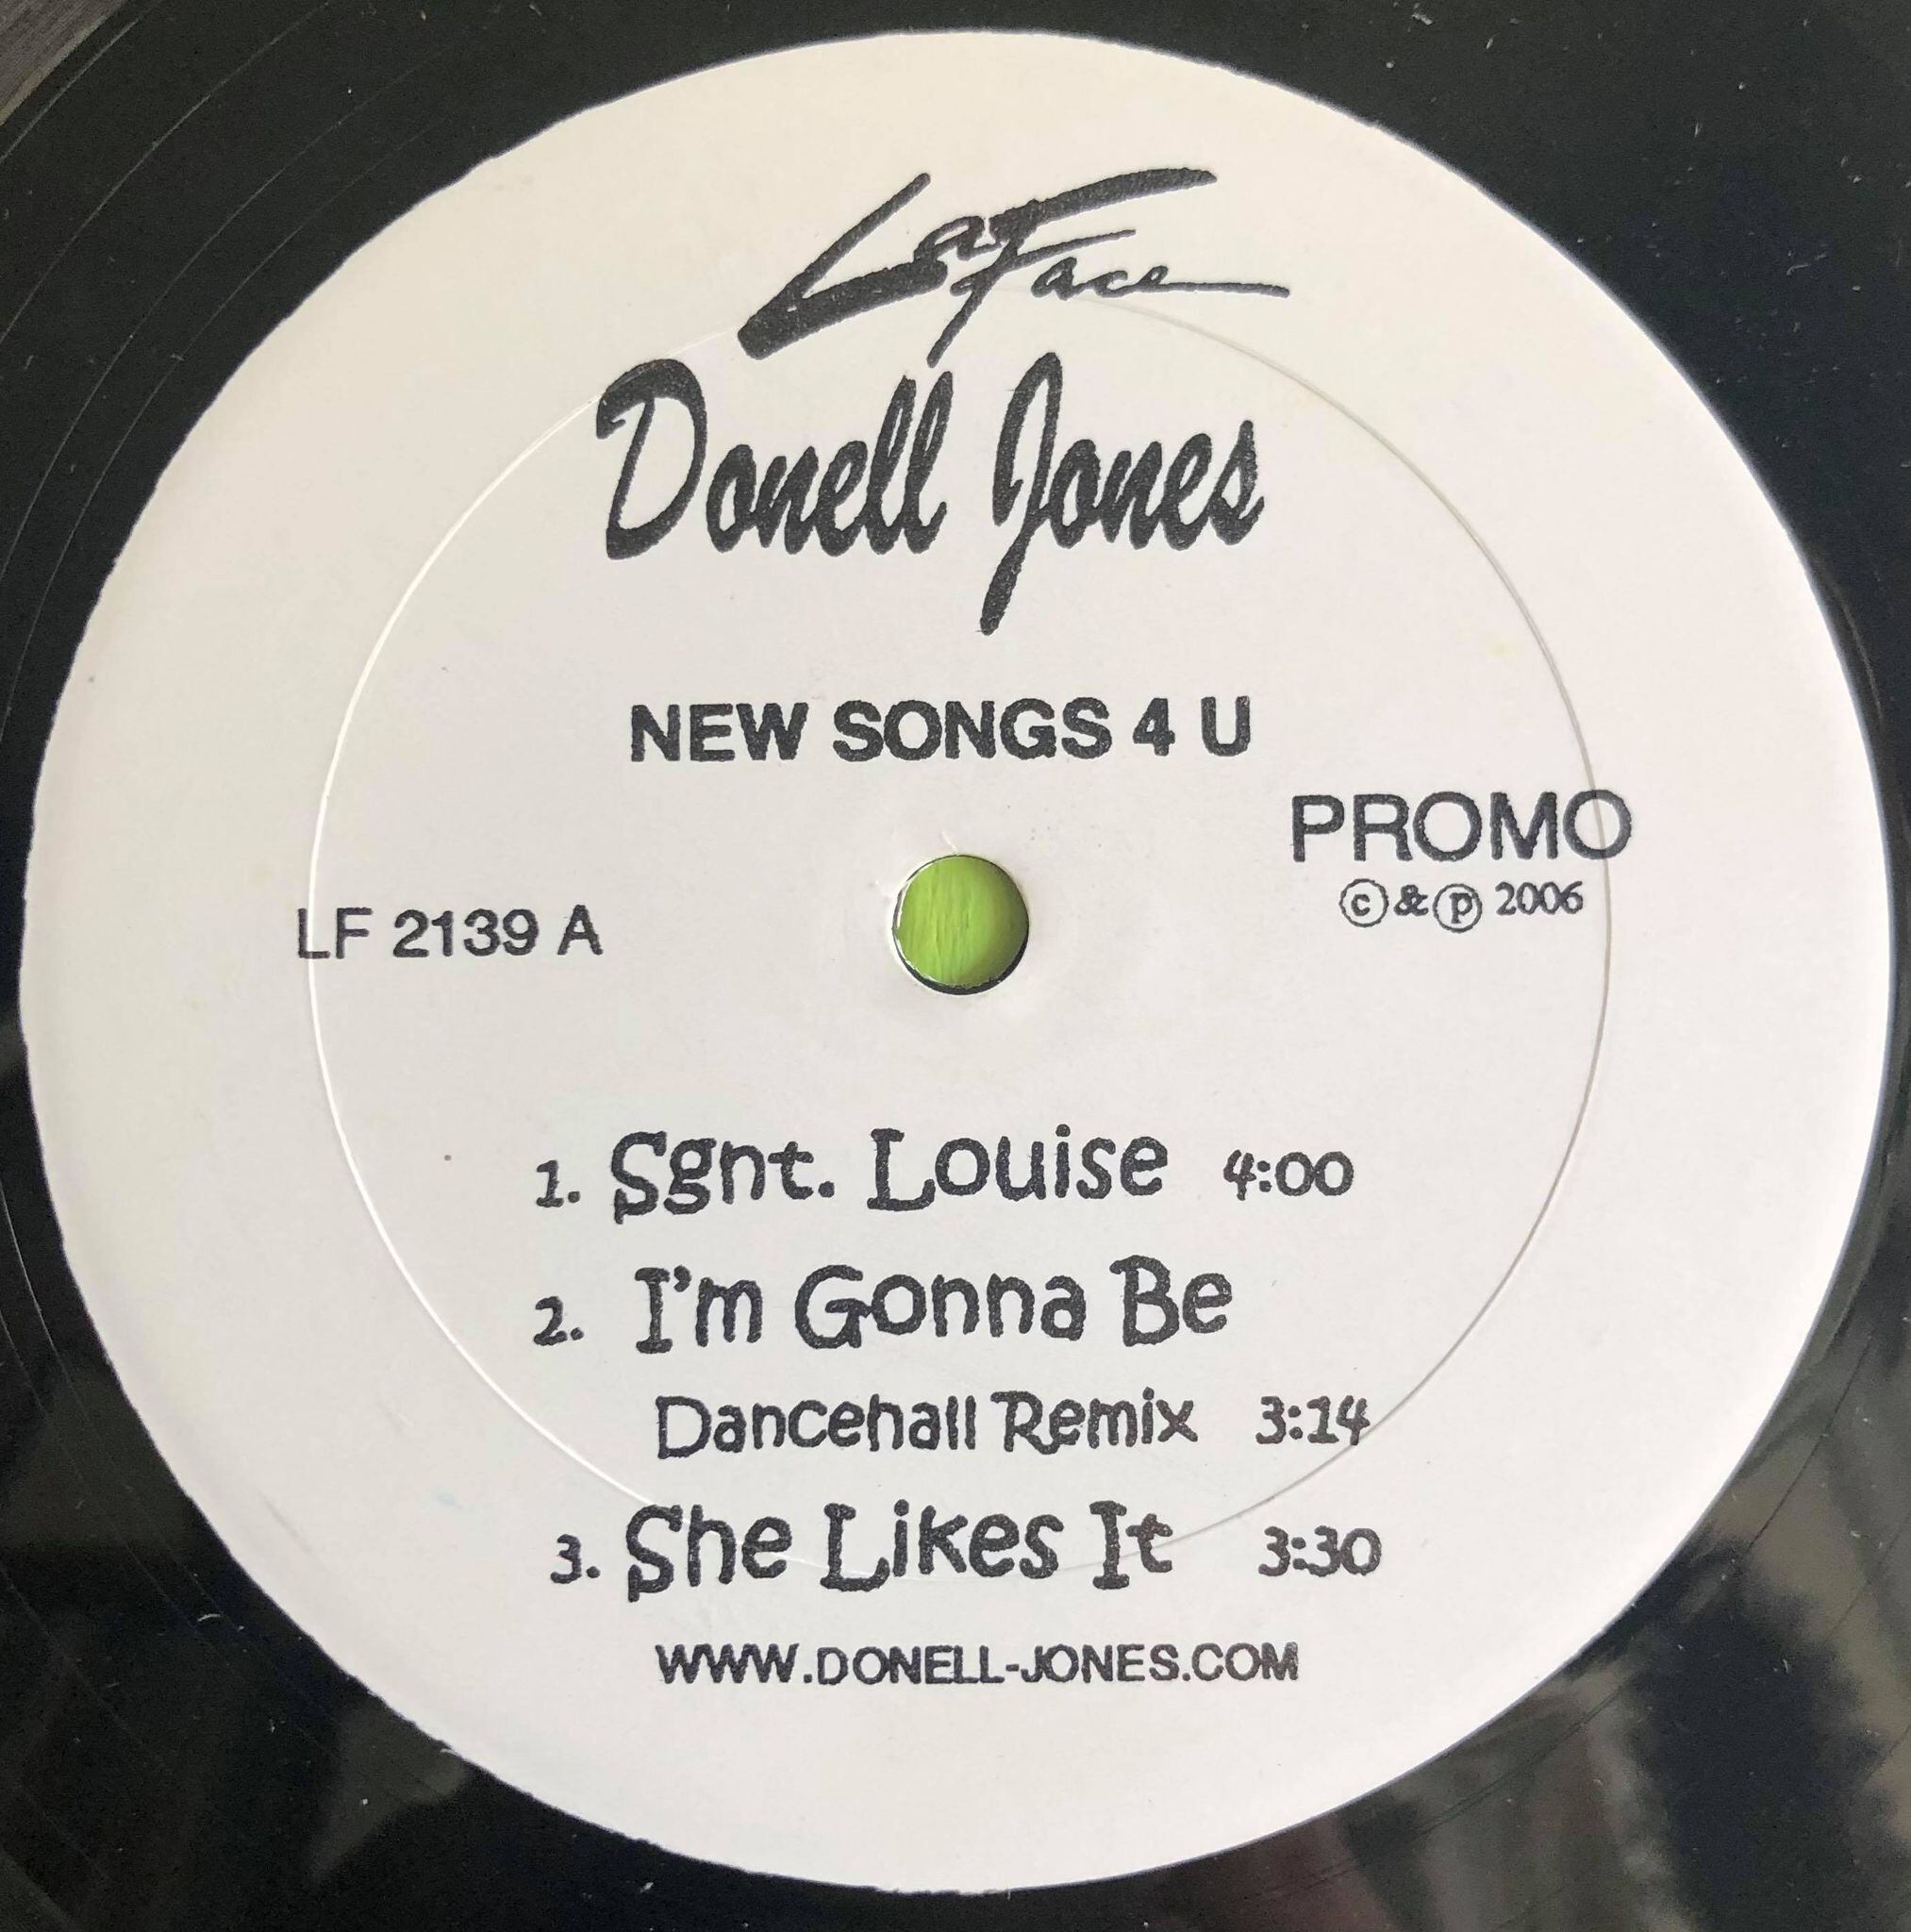 LaFace
Donell Jones
NEW SONGS 4 U
PROMO
©&℗ 2006
LF 2139 A
1. Sgnt. Louise 4:00
2. I'm Gonna Be
Dancehall Remix 3:14
3. She Likes It 3:30
WWW.DONELL-JONES.COM